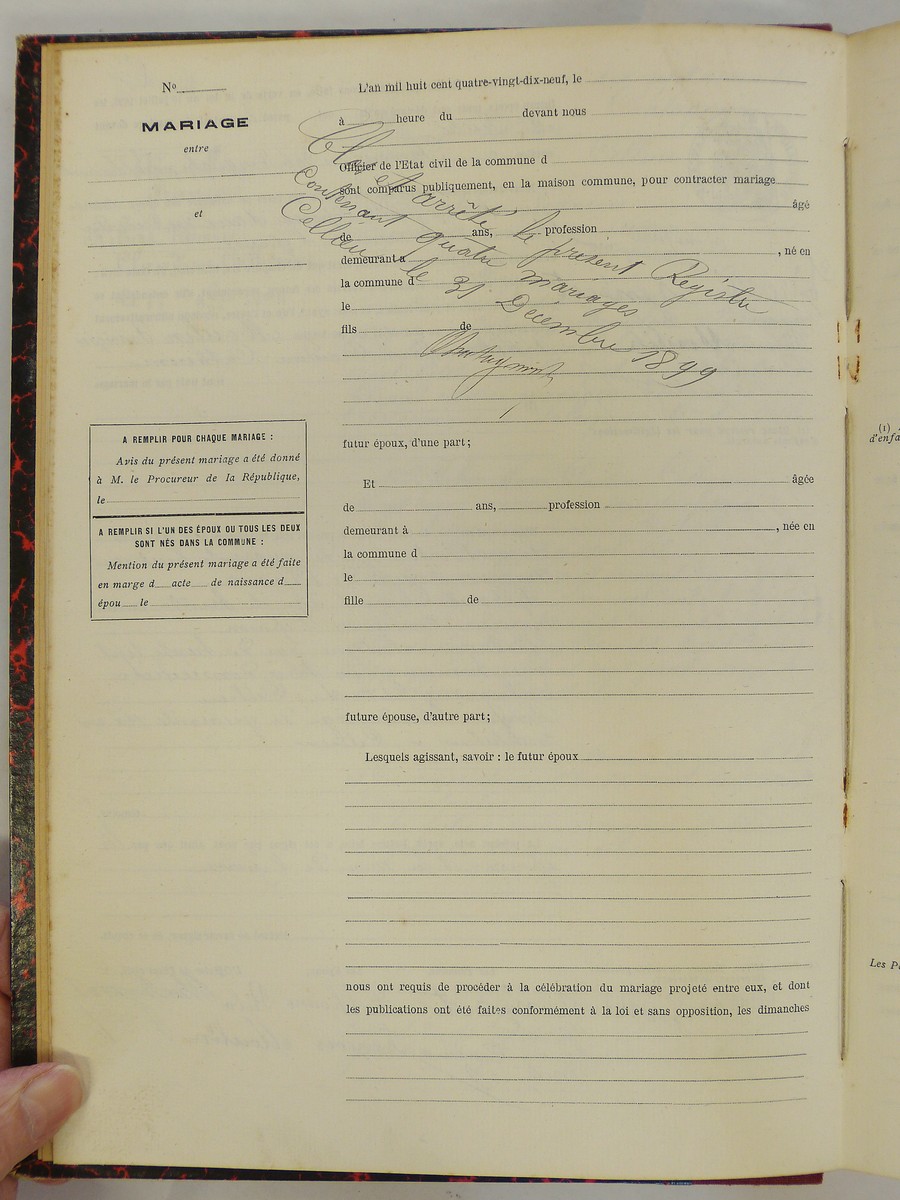 Nº
MARIAGE
entre
et
L'an mil huit cent quatre-vingt-dix-neuf, le
à heure du devant nous
Officier de l'Etat civil de la commune d
sont comparus publiquement, en la maison commune, pour contracter mariage
âgé
de ans, profession
demeurant à , né en
la commune d
le
fils de
Clos et arrêté le présent Registre
Contenant quatre mariages
Cellau le 31 Decembre 1899
futur époux, d'une part;
Et âgée
de ans, profession
demeurant à , née en
la commune d
le
fille de
future épouse, d'autre part;
Lesquels agissant, savoir : le futur époux
nous ont requis de procéder à la célébration du mariage projeté entre eux, et dont
les publications ont été faites conformément à la loi et sans opposition, les dimanches
A REMPLIR POUR CHAQUE MARIAGE :
Avis du présent mariage a été donné
à M. le Procureur de la République,
le
A REMPLIR SI L'UN DES ÉPOUX OU TOUS LES DEUX
SONT NÉS DANS LA COMMUNE :
Mention du présent mariage a été faite
en marge d acte de naissance d
épou le
(1)
d'enfa
Les P